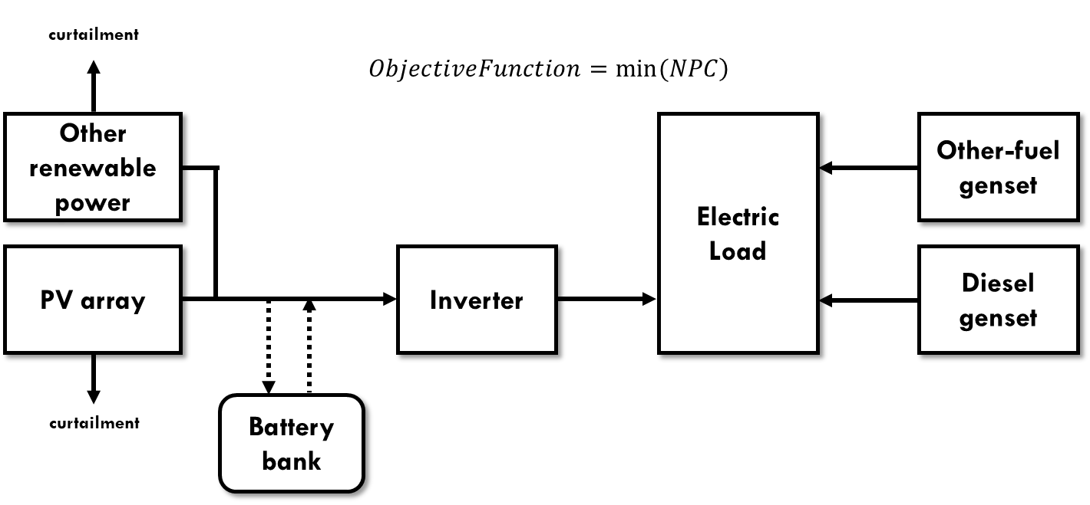 curtailment
ObjectiveFunction = min(NPC)
Other
renewable
power
Electric
Load
Other-fuel
genset
PV array
Inverter
Diesel
genset
curtailment
Battery
bank